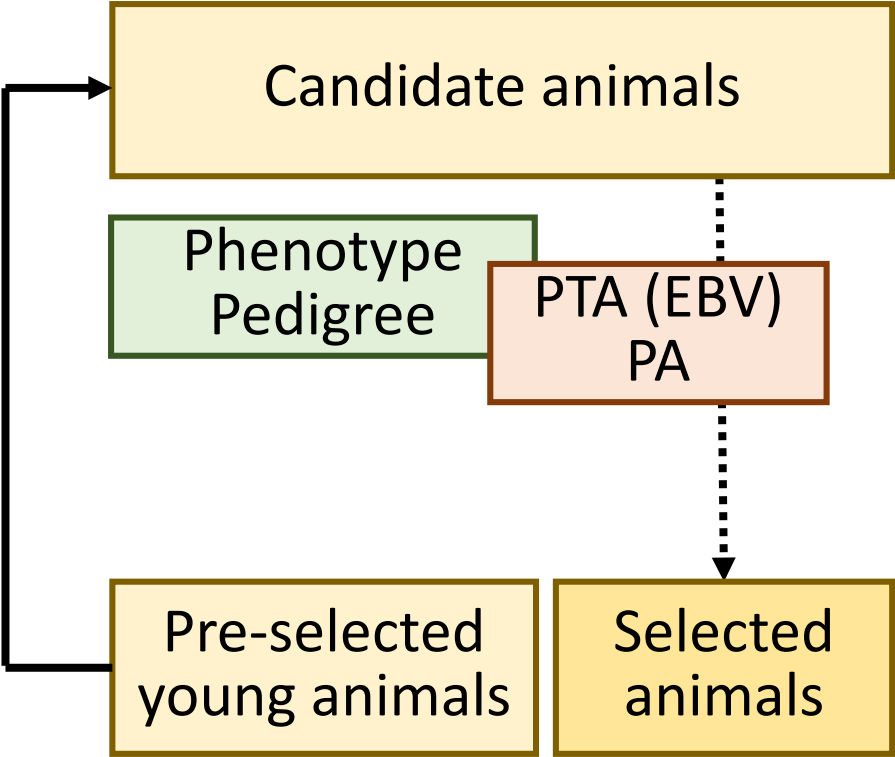 Candidate animals
Phenotype
Pedigree
PTA (EBV)
PA
Pre-selected
young animals
Selected
animals